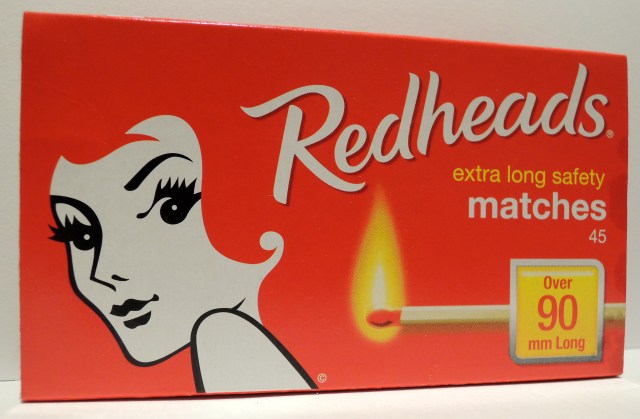 Redheads®
extra long safety
matches
45
Over
90
mm Long
©